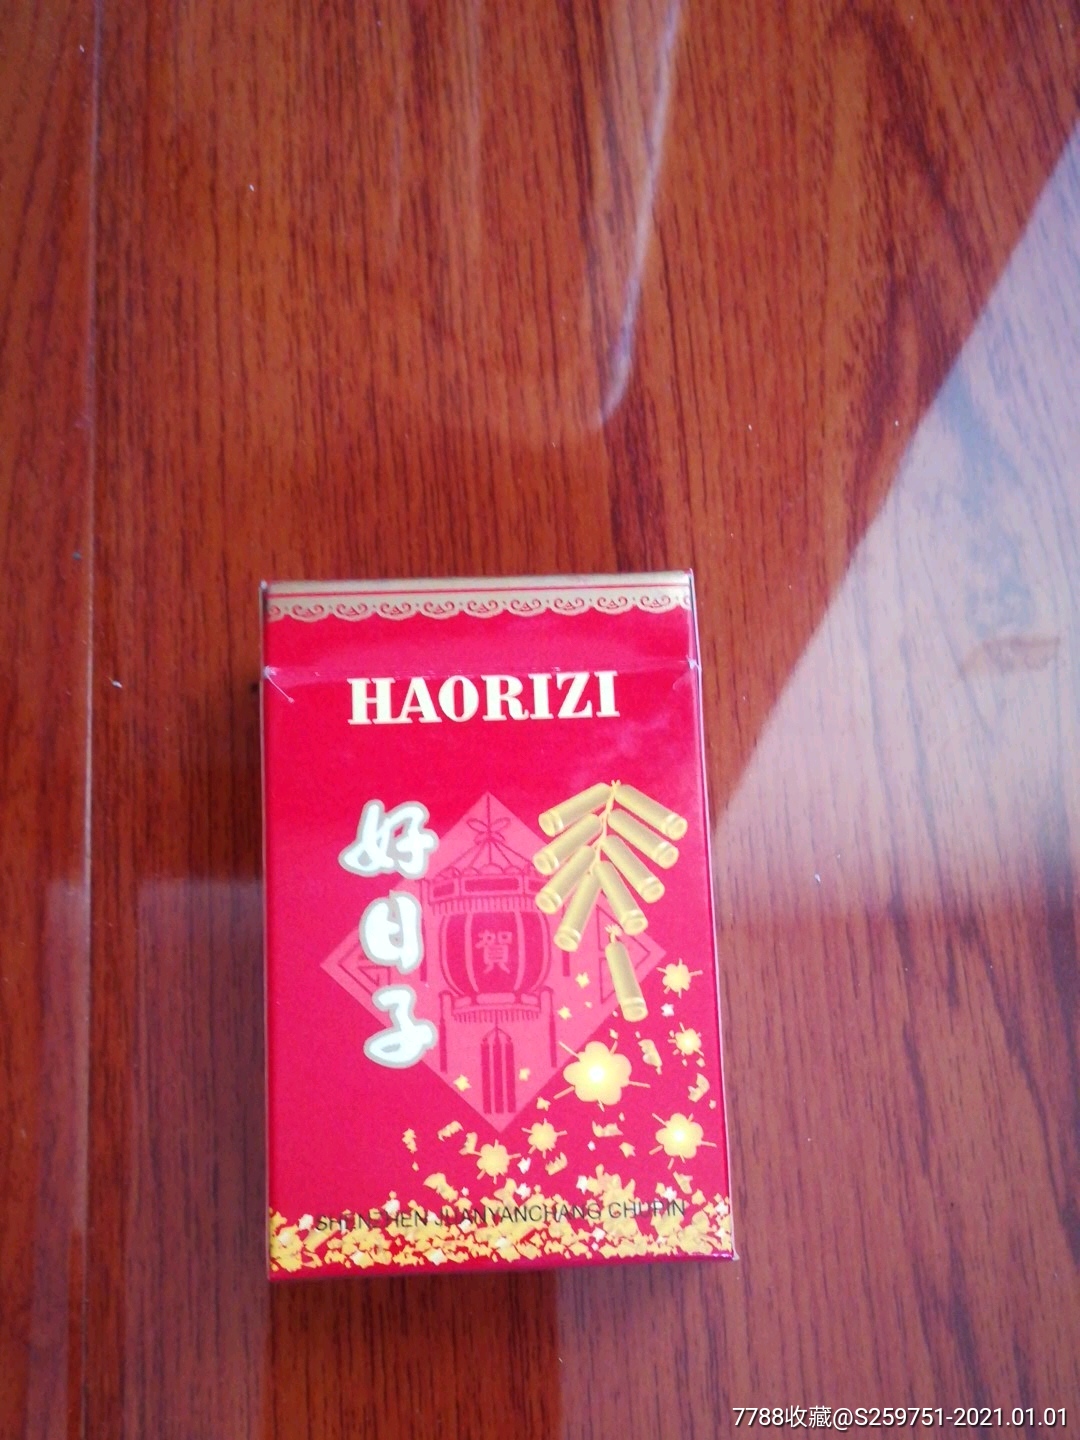 HAORIZI
好日子
賀
SHENZHEN JUANYANCHANG CHUPIN
7788收藏@S259751-2021.01.01